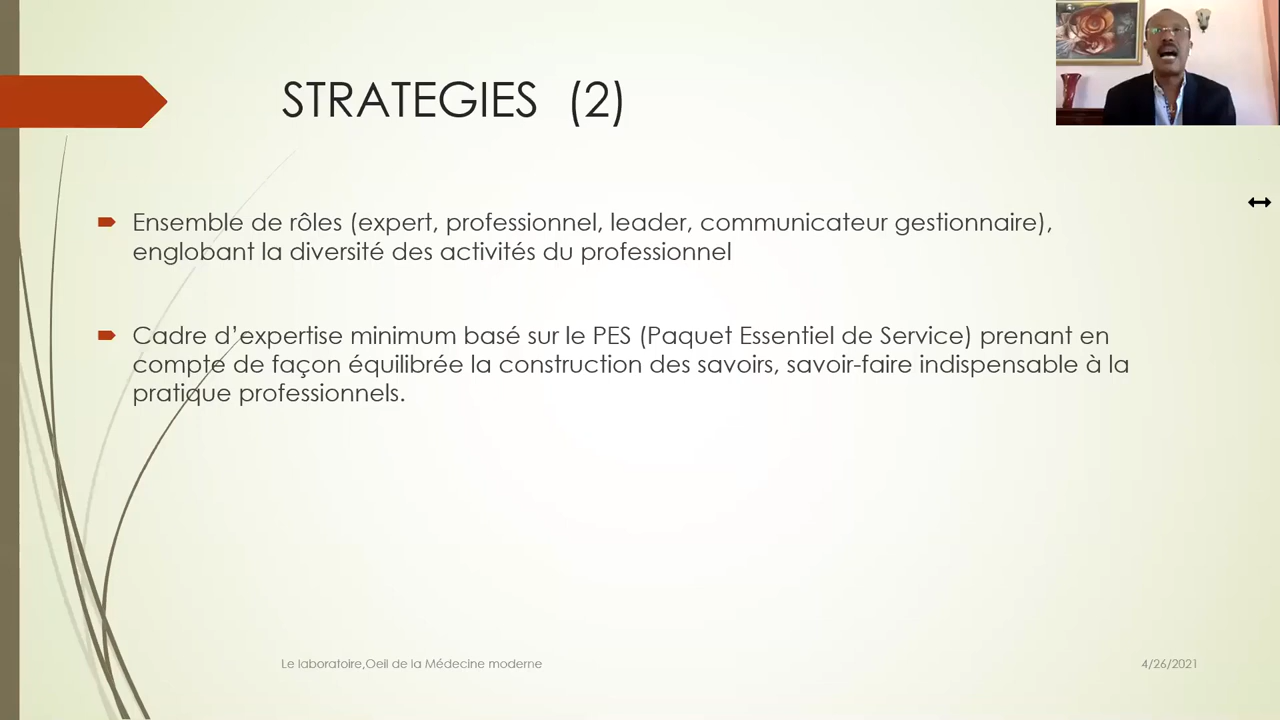 STRATEGIES (2)
Ensemble de rôles (expert, professionnel, leader, communicateur gestionnaire),
englobant la diversité des activités du professionnel
Cadre d’expertise minimum basé sur le PES (Paquet Essentiel de Service) prenant en
compte de façon équilibrée la construction des savoirs, savoir-faire indispensable à la
pratique professionnels.
Le laboratoire,Oeil de la Médecine moderne
4/26/2021